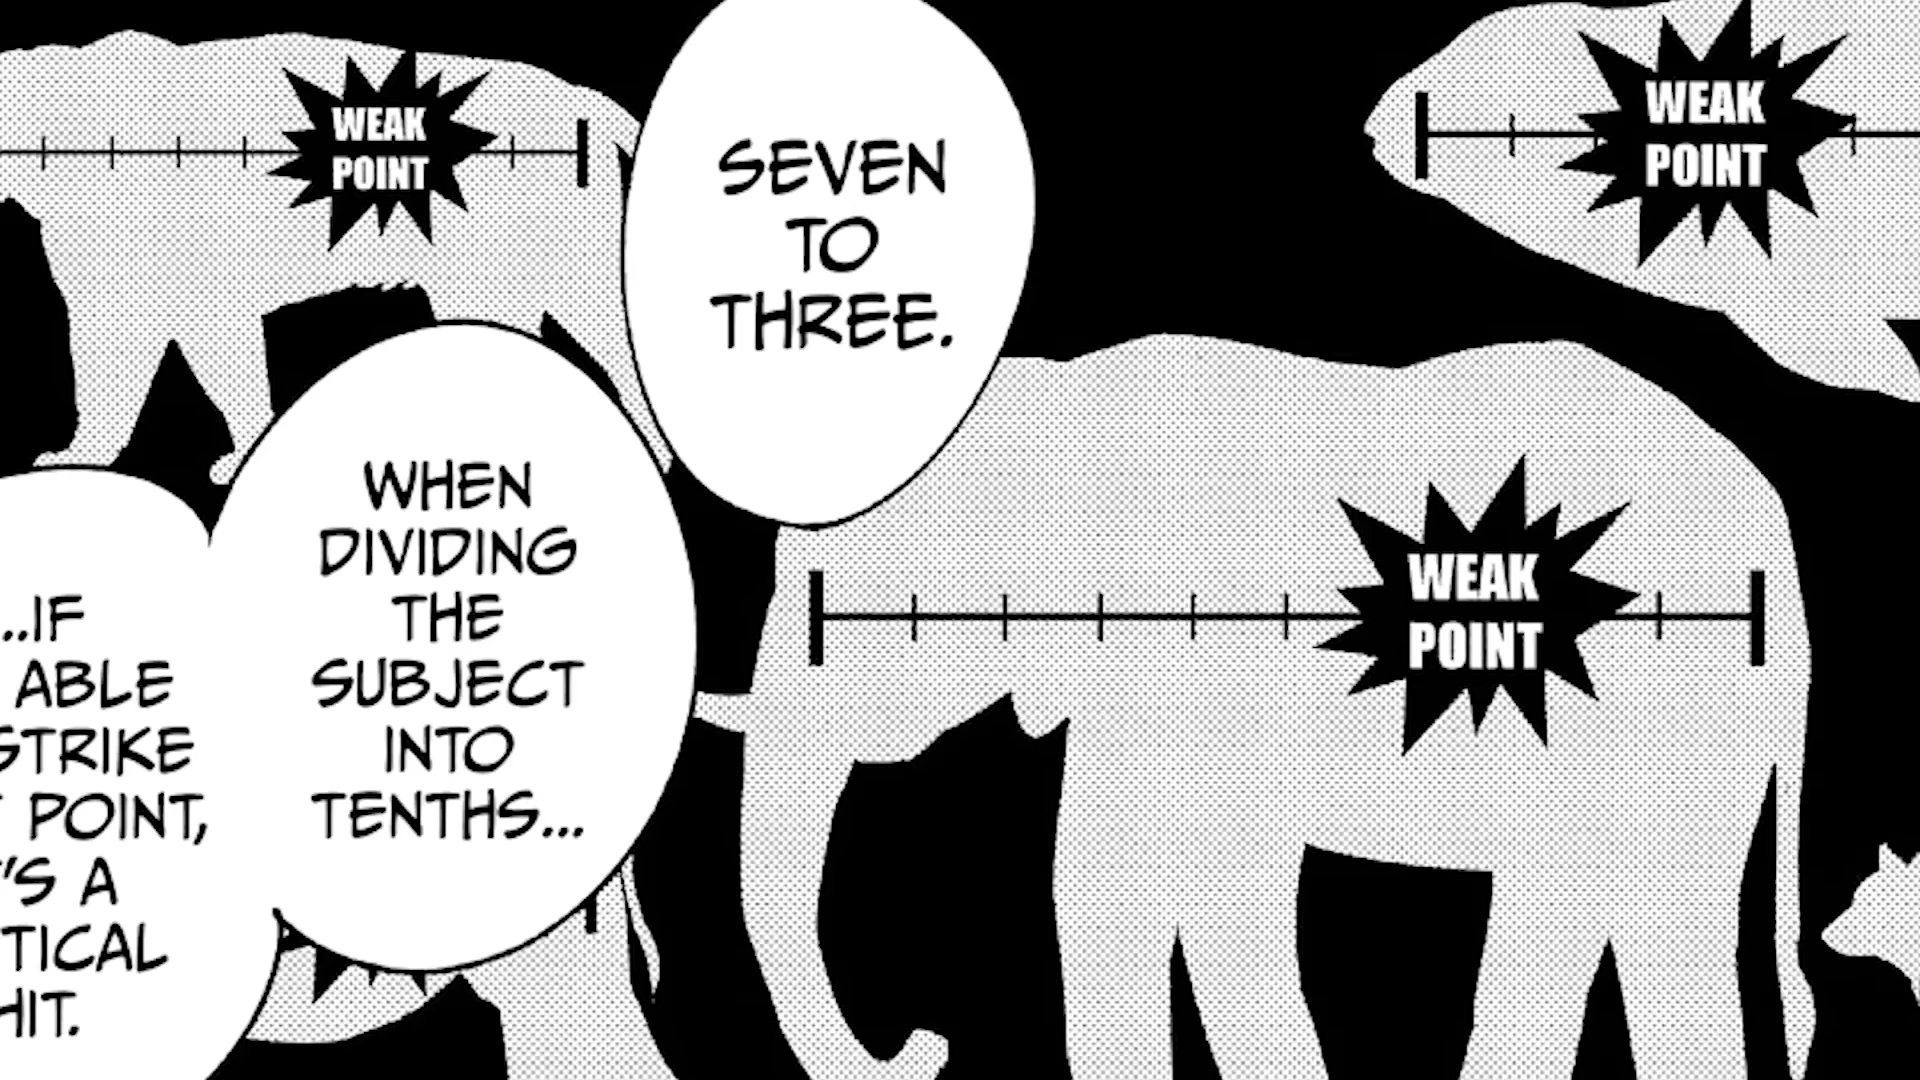 SEVEN
TO
THREE.
WHEN
DIVIDING
THE
SUBJECT
INTO
TENTHS...
..IF
ABLE
STRIKE
POINT,
'S A
TICAL
HIT.
WEAK
POINT
WEAK
POINT
WEAK
POINT